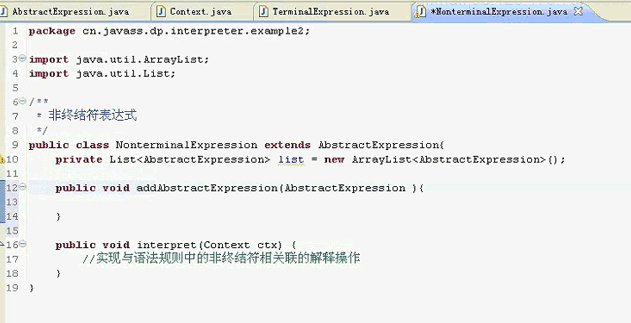 AbstractExpression.java Context.java TerminalExpression.java *NonterminalExpression.java
1 package cn.javass.dp.interpreter.example2;
2
3 import java.util.ArrayList;
4 import java.util.List;
5
6 /**
7 * 非终结符表达式
8 */
9 public class NonterminalExpression extends AbstractExpression{
10 private List<AbstractExpression> list = new ArrayList<AbstractExpression>();
11
12 public void addAbstractExpression(AbstractExpression ){
13
14 }
15
16 public void interpret(Context ctx) {
17 //实现与语法规则中的非终结符相关联的解释操作
18 }
19 }